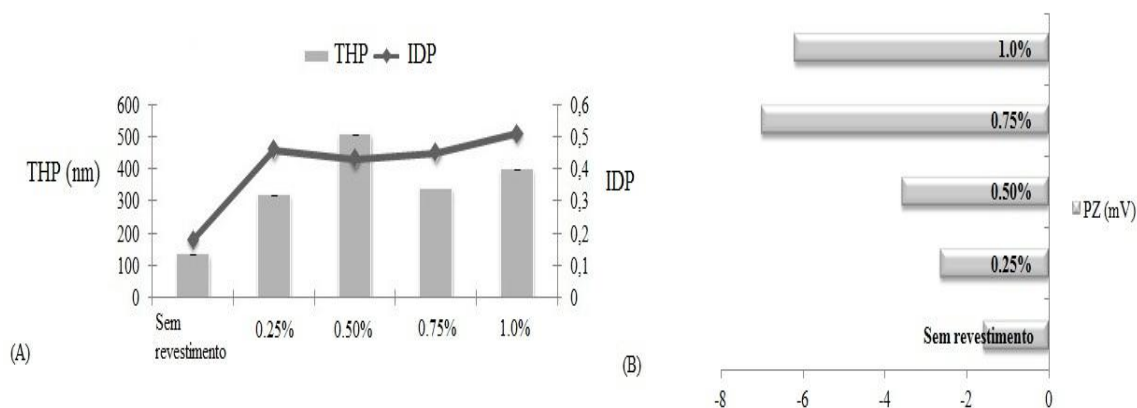 THP IDP
600
500
400
300
200
100
0
THP (nm)
0,6
0,5
0,4
0,3
0,2
0,1
0
IDP
Sem
revestimento
0.25%
0.50%
0.75%
1.0%
(A)
1.0%
0.75%
0.50%
0.25%
Sem revestimento
PZ (mV)
-8 -6 -4 -2 0
(B)